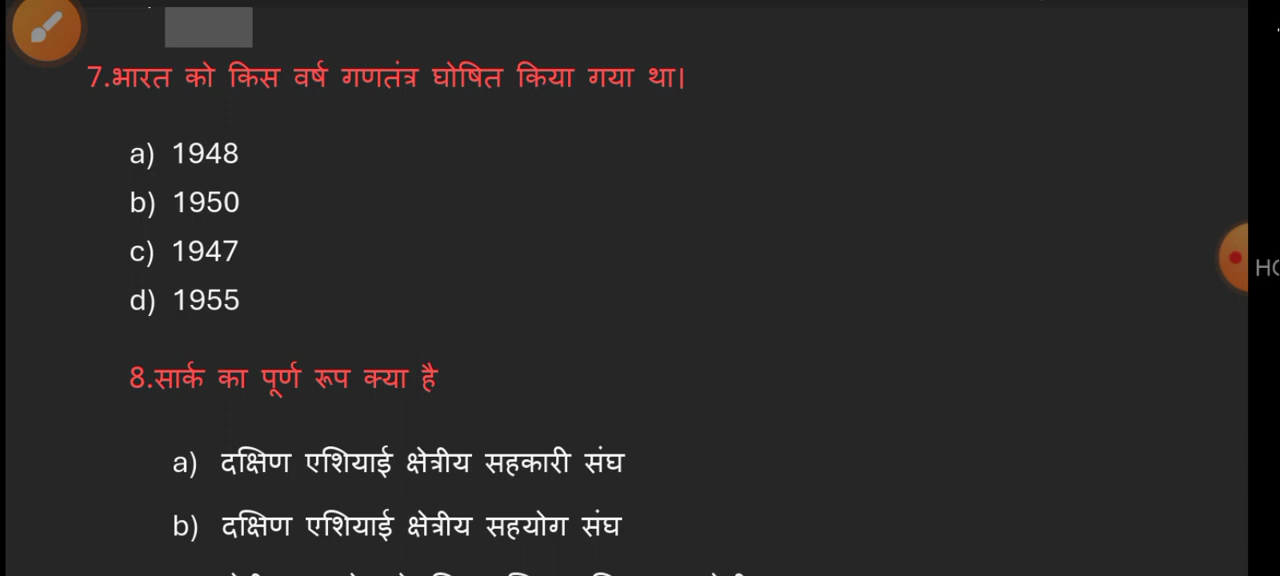 7.भारत को किस वर्ष गणतंत्र घोषित किया गया था|
a) 1948
b) 1950
c) 1947
d) 1955
8.सार्क का पूर्ण रूप क्या है
a) दक्षिण एशियाई क्षेत्रीय सहकारी संघ
b) दक्षिण एशियाई क्षेत्रीय सहयोग संघ